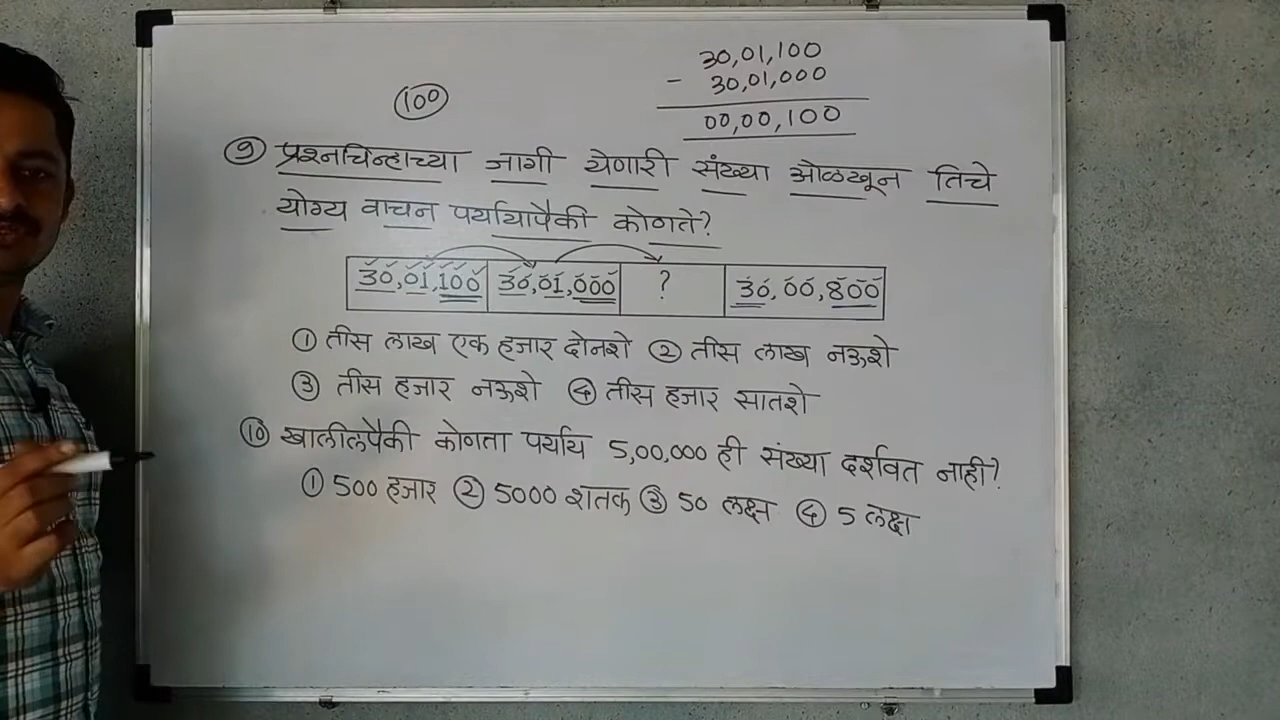 30,01,100
- 30,01,000
00,00,100
100
९ प्रश्नचिन्हाच्या जागी येणारी संख्या ओळखून तिचे
योग्य वाचन पर्यायापैकी कोणते?
30,01,100 30,01,000 ? 30,00,800
① तीस लाख एक हजार दोनशे ② तीस लाख नऊशे
③ तीस हजार नऊशे ④ तीस हजार सातशे
⑩ खालीलपैकी कोणता पर्याय 5,00,000 ही संख्या दर्शवत नाही?
① 500 हजार ② 5000 शतक ③ 50 लक्ष ④ 5 लक्ष